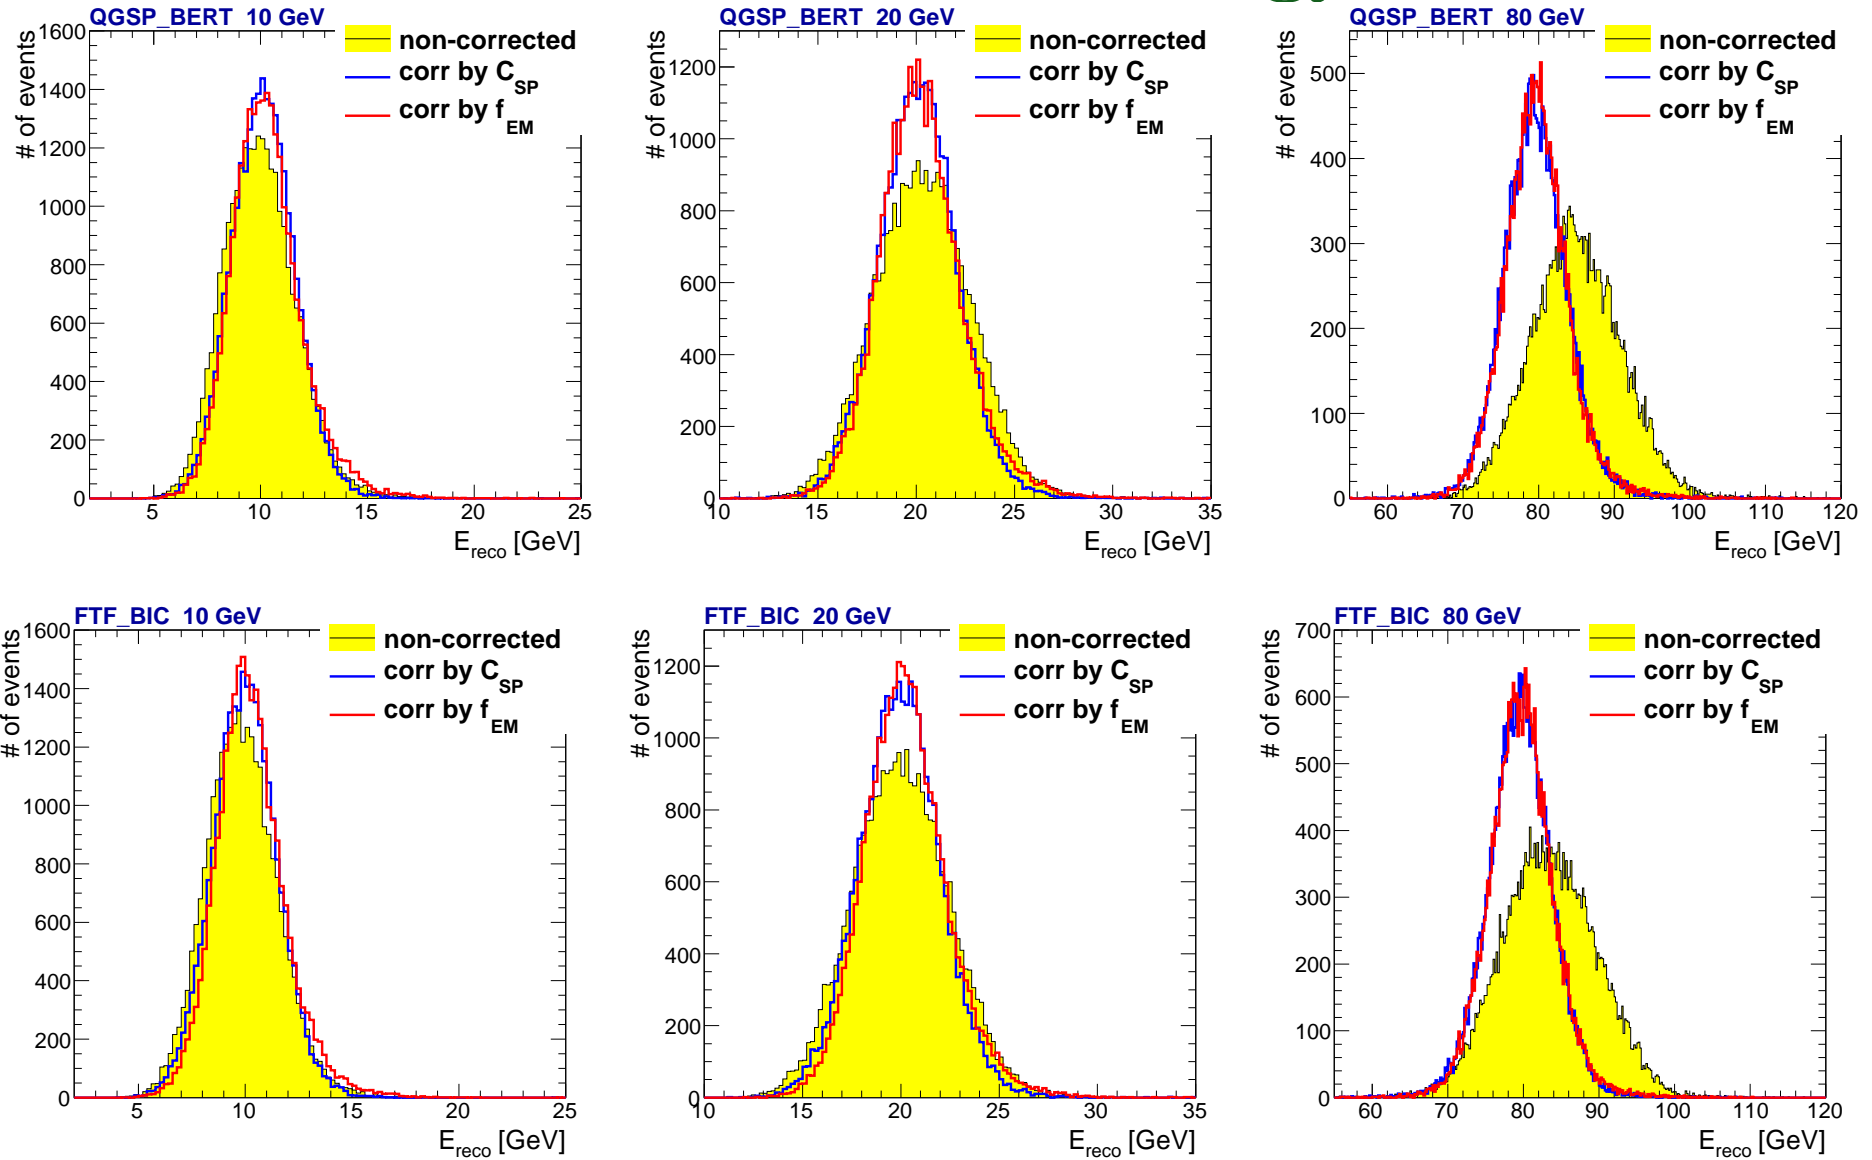 QGSP_BERT 10 GeV
# of events
1600
1400
1200
1000
800
600
400
200
0
5
10
15
20
25
E_reco [GeV]
non-corrected
corr by C_SP
corr by f_EM
QGSP_BERT 20 GeV
# of events
1200
1000
800
600
400
200
0
10
15
20
25
30
35
E_reco [GeV]
non-corrected
corr by C_SP
corr by f_EM
QGSP_BERT 80 GeV
# of events
500
400
300
200
100
0
60
70
80
90
100
110
120
E_reco [GeV]
non-corrected
corr by C_SP
corr by f_EM
FTF_BIC 10 GeV
# of events
1600
1400
1200
1000
800
600
400
200
0
5
10
15
20
25
E_reco [GeV]
non-corrected
corr by C_SP
corr by f_EM
FTF_BIC 20 GeV
# of events
1200
1000
800
600
400
200
0
10
15
20
25
30
35
E_reco [GeV]
non-corrected
corr by C_SP
corr by f_EM
FTF_BIC 80 GeV
# of events
700
600
500
400
300
200
100
0
60
70
80
90
100
110
120
E_reco [GeV]
non-corrected
corr by C_SP
corr by f_EM